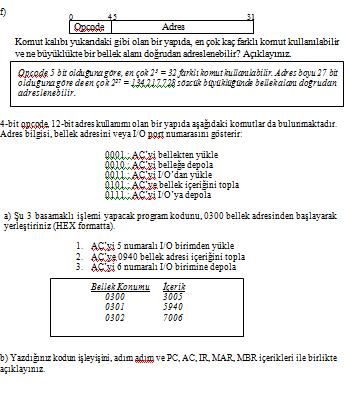 f)
0 4 5 31
Opcode Adres
Komut kalıbı yukarıdaki gibi olan bir yapıda, en çok kaç farklı komut kullanılabilir
ve ne büyüklükte bir bellek alanı doğrudan adreslenebilir? Açıklayınız.
Opcode 5 bit olduğuna göre, en çok 2⁵ = 32 farklı komut kullanılabilir. Adres boyu 27 bit
olduğuna göre de en çok 2²⁷ = 134,217,728 sözcük büyüklüğünde bellek alanı doğrudan
adreslenebilir.
4-bit opcode, 12-bit adres kullanımı olan bir yapıda aşağıdaki komutlar da bulunmaktadır.
Adres bilgisi, bellek adresini veya I/O port numarasını gösterir:
0001 : AC'yi bellekten yükle
0010 : AC'yi belleğe depola
0011 : AC'yi I/O'dan yükle
0101 : AC'ye bellek içeriğini topla
0111 : AC'yi I/O'ya depola
a) Şu 3 basamaklı işlemi yapacak program kodunu, 0300 bellek adresinden başlayarak
yerleştiriniz (HEX formatta).
1. AC'yi 5 numaralı I/O birimden yükle
2. AC'ye 0940 bellek adresi içeriğini topla
3. AC'yi 6 numaralı I/O birimine depola
Bellek Konumu İçerik
0300 3005
0301 5940
0302 7006
b) Yazdığınız kodun işleyişini, adım adım ve PC, AC, IR, MAR, MBR içerikleri ile birlikte
açıklayınız.